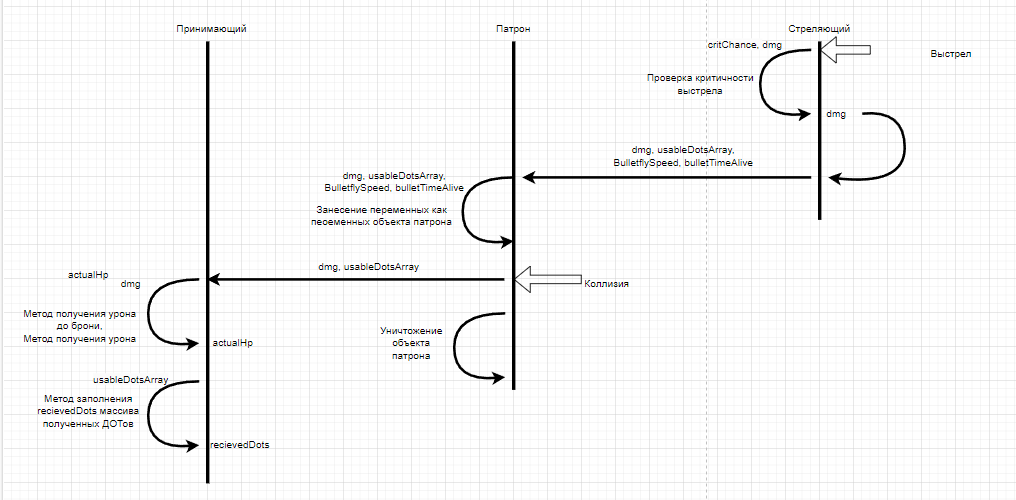 Принимающий
Патрон
Стреляющий
critChance, dmg
Выстрел
Проверка критичности
выстрела
dmg
dmg, usableDotsArray,
BulletflySpeed, bulletTimeAlive
dmg, usableDotsArray,
BulletflySpeed, bulletTimeAlive
Занесение переменных как
пеоеменных объекта патрона
dmg, usableDotsArray
Коллизия
actualHp
dmg
Метод получения урона
до брони,
Метод получения урона
actualHp
Уничтожение
объекта
патрона
usableDotsArray
Метод заполнения
recievedDots массива
полученных ДОТов
recievedDots